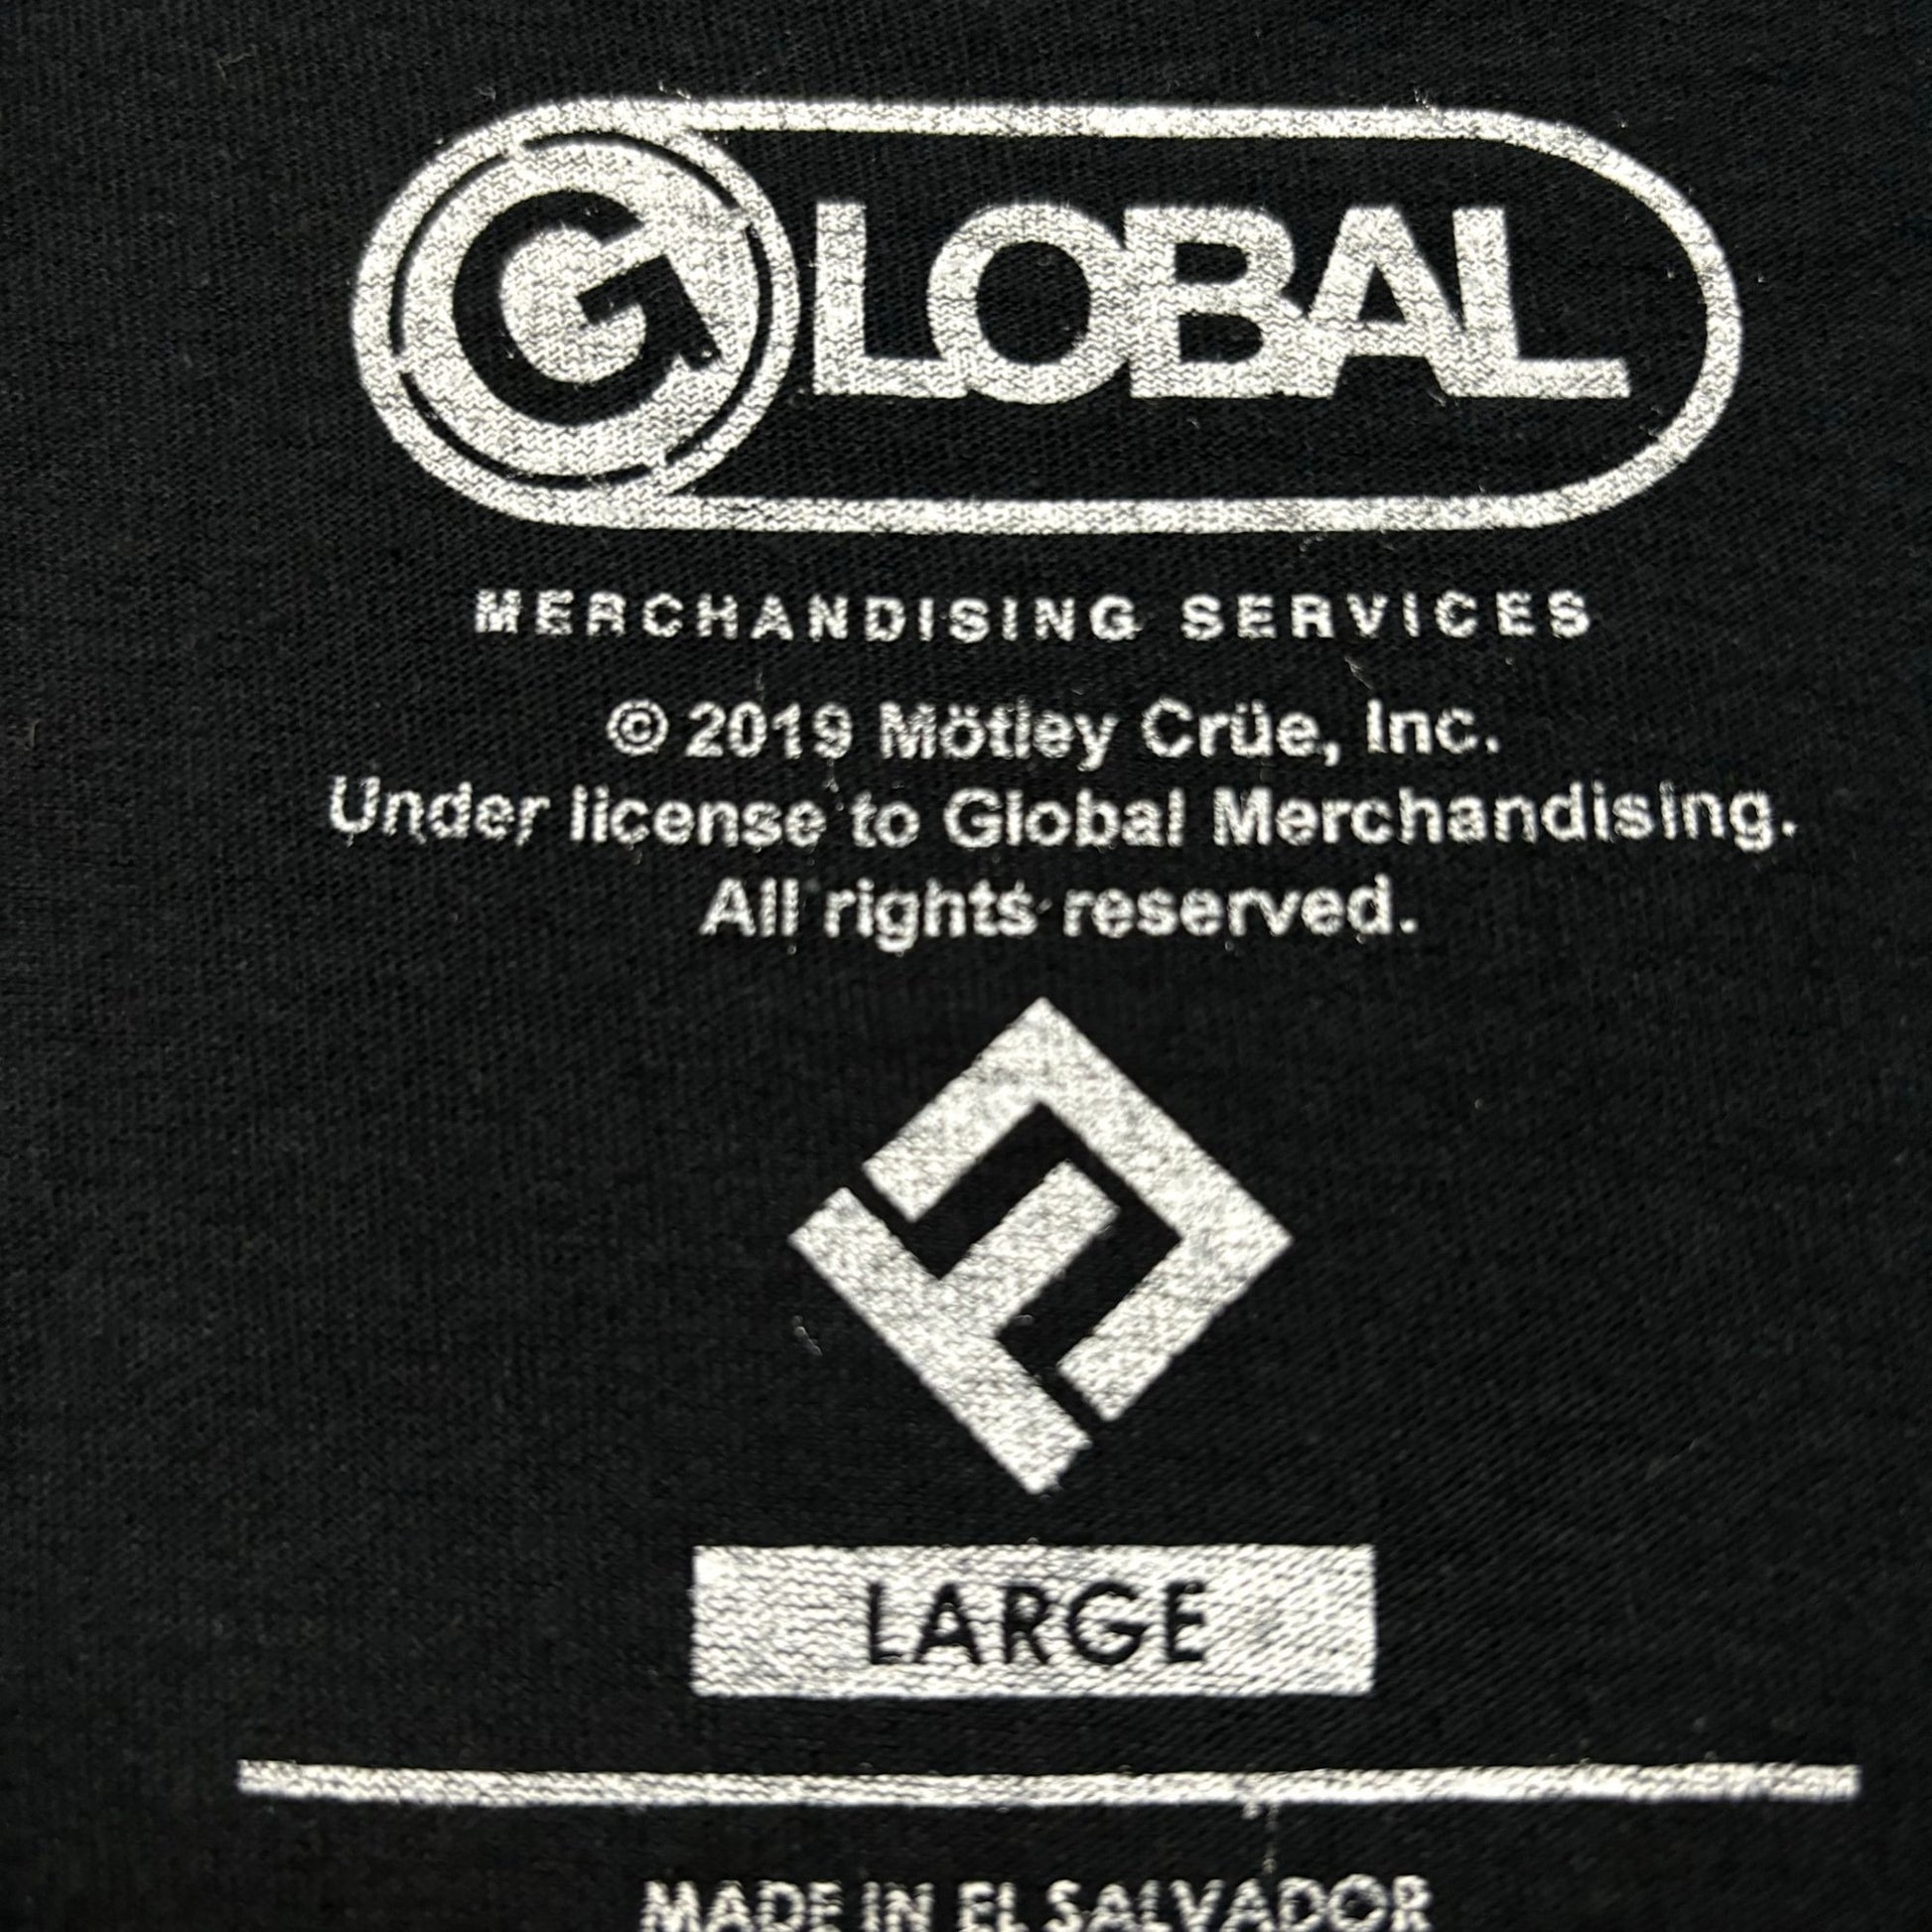 GLOBAL
MERCHANDISING SERVICES
© 2019 Mötley Crüe, Inc.
Under license to Global Merchandising.
All rights reserved.
LARGE
MADE IN EL SALVADOR